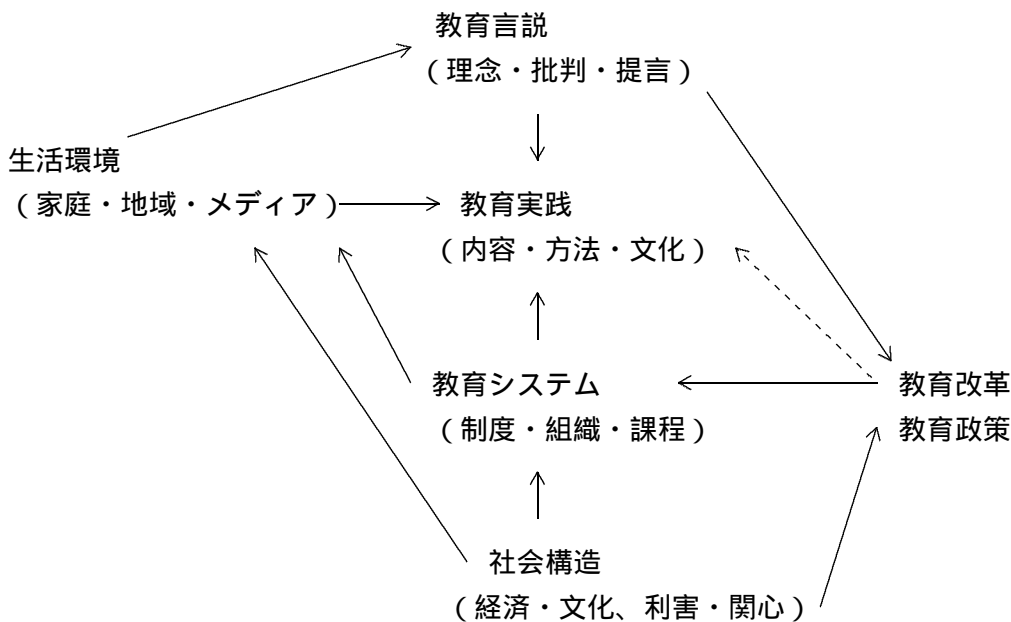 教育言説
(理念・批判・提言)
生活環境
(家庭・地域・メディア)
教育実践
(内容・方法・文化)
教育システム
(制度・組織・課程)
教育改革
教育政策
社会構造
(経済・文化、利害・関心)